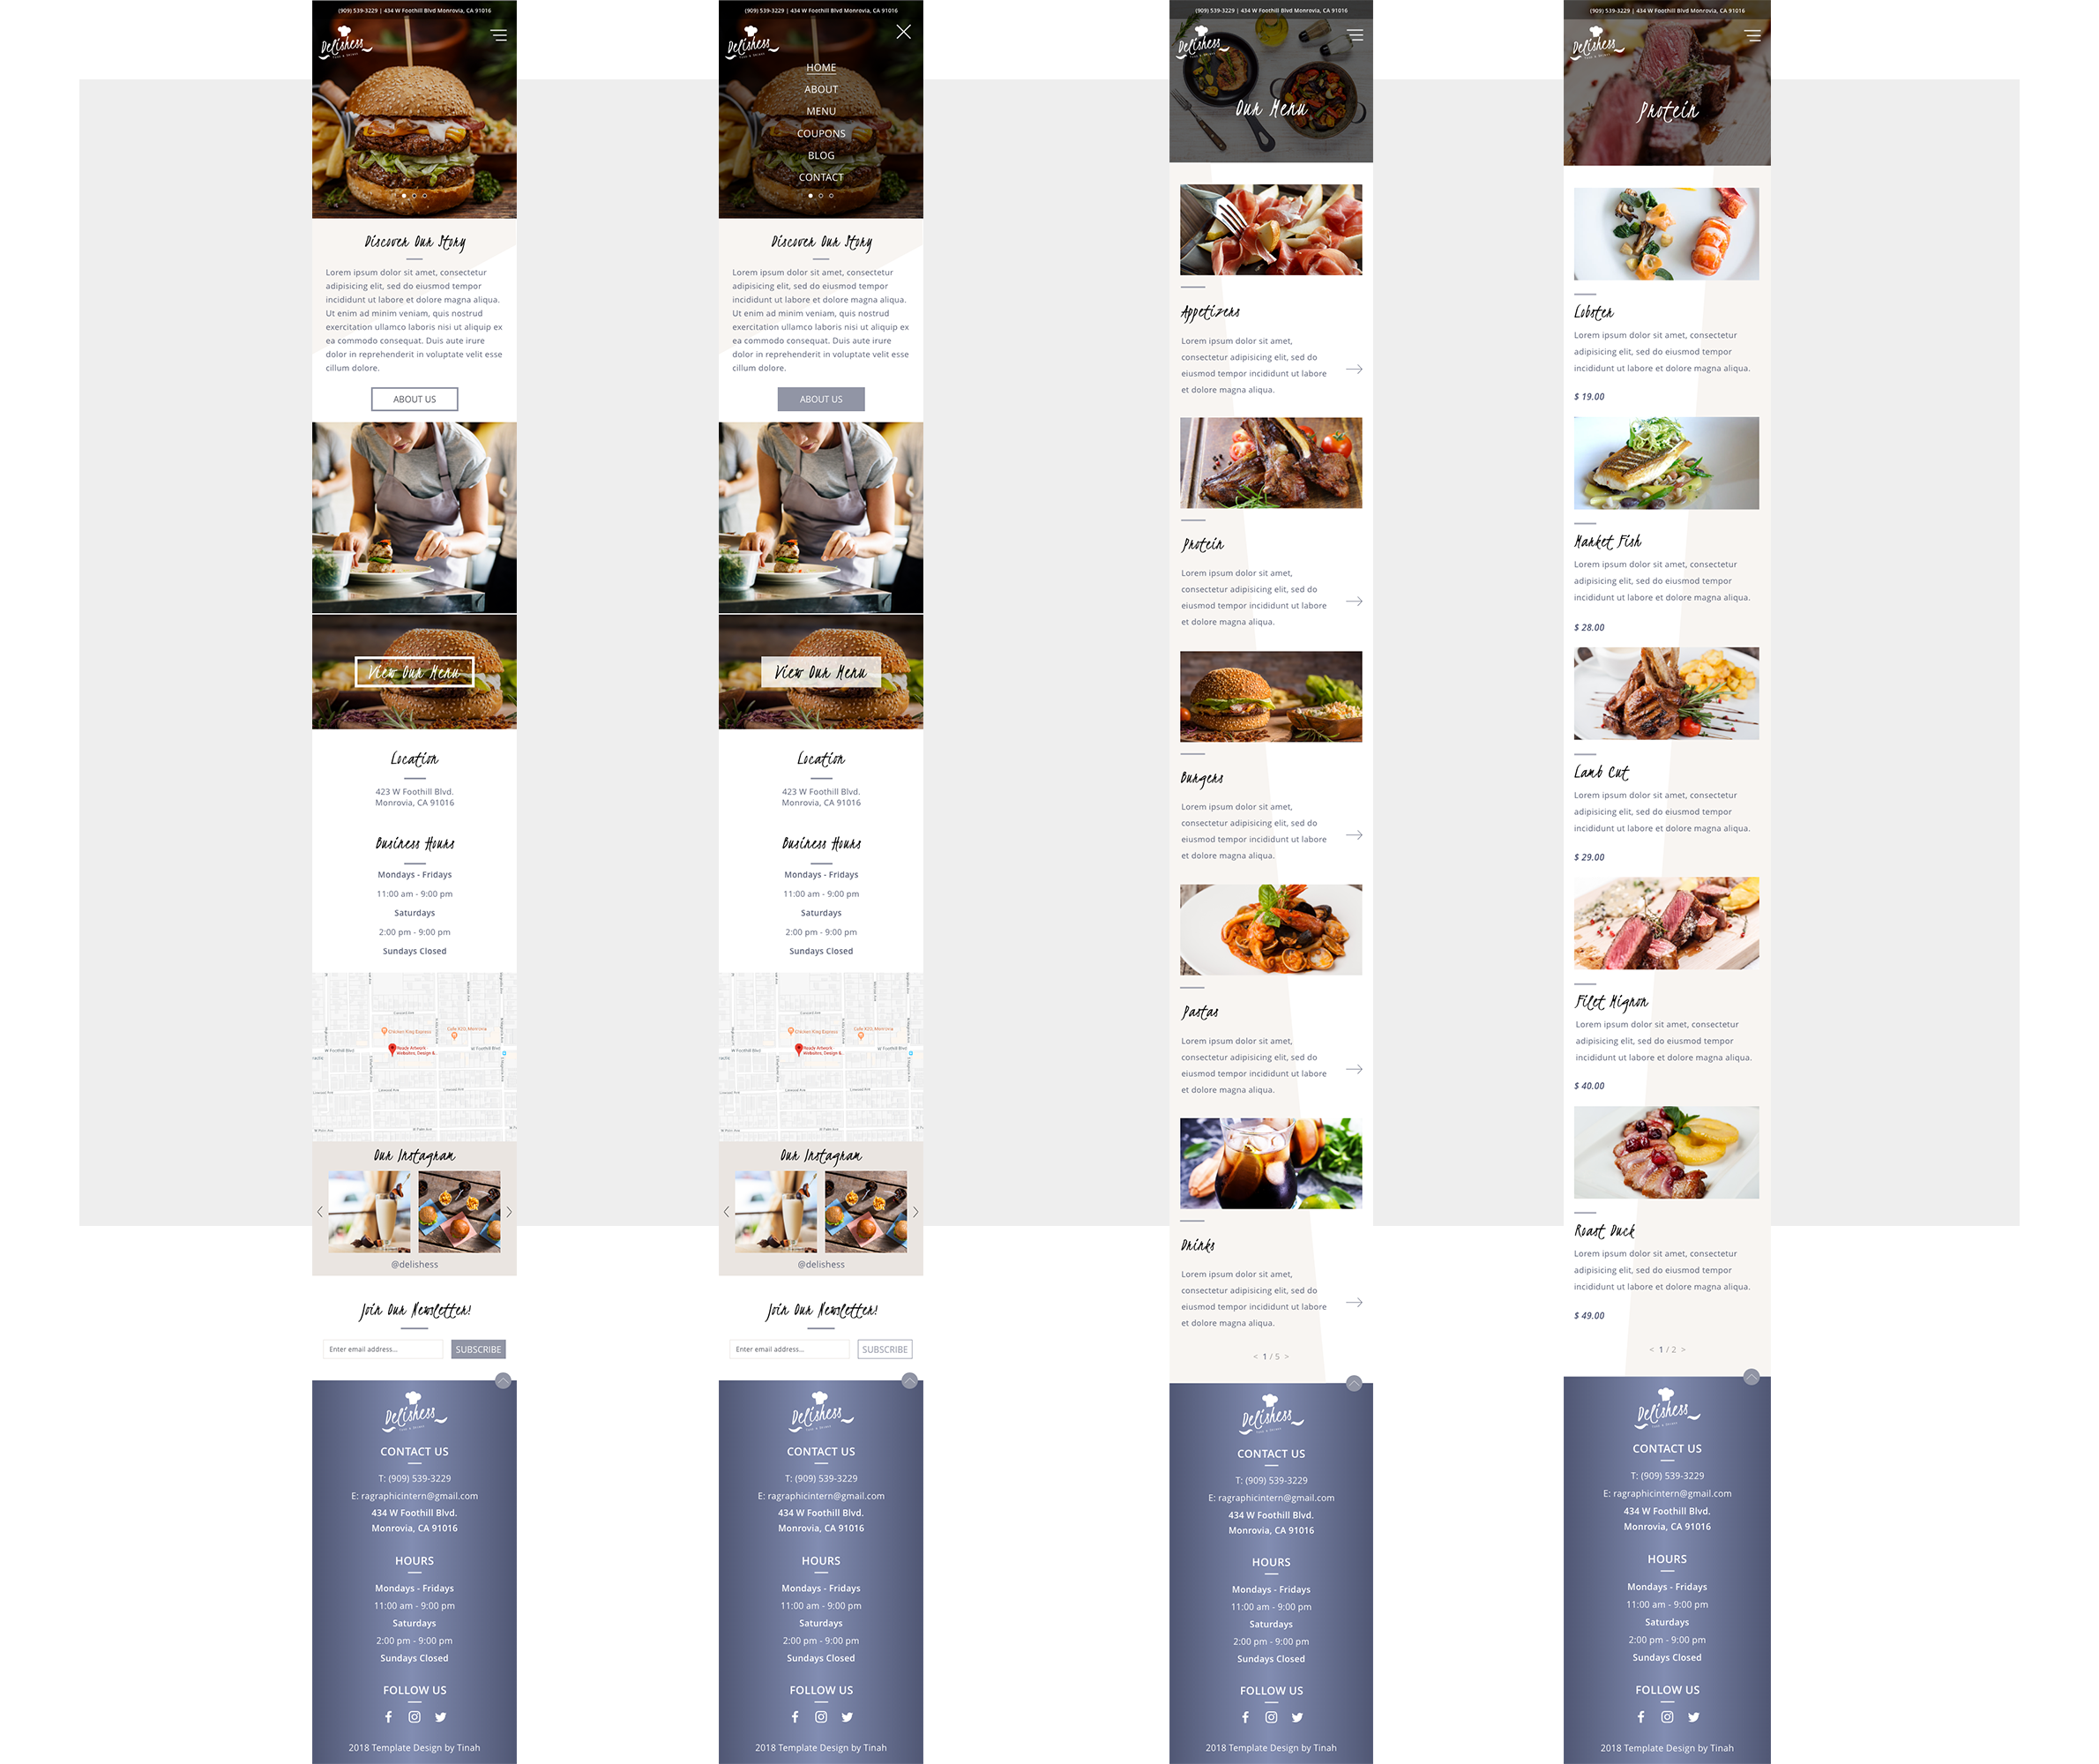 (909) 539-3229 | 434 W Foothill Blvd Monrovia, CA 91016
Delishess
Discover Our Story
Lorem ipsum dolor sit amet, consectetur
adipisicing elit, sed do eiusmod tempor
incididunt ut labore et dolore magna aliqua.
Ut enim ad minim veniam, quis nostrud
exercitation ullamco laboris nisi ut aliquip ex
ea commodo consequat. Duis aute irure
dolor in reprehenderit in voluptate velit esse
cillum dolore.
ABOUT US
View Our Menu
Location
423 W Foothill Blvd.
Monrovia, CA 91016
Business Hours
Mondays - Fridays
11:00 am - 9:00 pm
Saturdays
2:00 pm - 9:00 pm
Sundays Closed
Chicken King Express
Ready Artwork
Websites, Design &..
W Foothill Blvd
W Foothill Blvd
Our Instagram
@delishess
Join Our Newsletter!
Enter email address...
SUBSCRIBE
Delishess
CONTACT US
T: (909) 539-3229
E: ragraphicintern@gmail.com
434 W Foothill Blvd.
Monrovia, CA 91016
HOURS
Mondays - Fridays
11:00 am - 9:00 pm
Saturdays
2:00 pm - 9:00 pm
Sundays Closed
FOLLOW US
2018 Template Design by Tinah
(909) 539-3229 | 434 W Foothill Blvd Monrovia, CA 91016
Delishess
HOME
ABOUT
MENU
COUPONS
BLOG
CONTACT
Discover Our Story
Lorem ipsum dolor sit amet, consectetur
adipisicing elit, sed do eiusmod tempor
incididunt ut labore et dolore magna aliqua.
Ut enim ad minim veniam, quis nostrud
exercitation ullamco laboris nisi ut aliquip ex
ea commodo consequat. Duis aute irure
dolor in reprehenderit in voluptate velit esse
cillum dolore.
ABOUT US
View Our Menu
Location
423 W Foothill Blvd.
Monrovia, CA 91016
Business Hours
Mondays - Fridays
11:00 am - 9:00 pm
Saturdays
2:00 pm - 9:00 pm
Sundays Closed
Chicken King Express
Ready Artwork
Websites, Design &..
W Foothill Blvd
W Foothill Blvd
Our Instagram
@delishess
Join Our Newsletter!
Enter email address...
SUBSCRIBE
Delishess
CONTACT US
T: (909) 539-3229
E: ragraphicintern@gmail.com
434 W Foothill Blvd.
Monrovia, CA 91016
HOURS
Mondays - Fridays
11:00 am - 9:00 pm
Saturdays
2:00 pm - 9:00 pm
Sundays Closed
FOLLOW US
2018 Template Design by Tinah
(909) 539-3229 | 434 W Foothill Blvd Monrovia, CA 91016
Delishess
Our Menu
Appetizers
Lorem ipsum dolor sit amet,
consectetur adipisicing elit, sed do
eiusmod tempor incididunt ut labore
et dolore magna aliqua.
Protein
Lorem ipsum dolor sit amet,
consectetur adipisicing elit, sed do
eiusmod tempor incididunt ut labore
et dolore magna aliqua.
Burgers
Lorem ipsum dolor sit amet,
consectetur adipisicing elit, sed do
eiusmod tempor incididunt ut labore
et dolore magna aliqua.
Pastas
Lorem ipsum dolor sit amet,
consectetur adipisicing elit, sed do
eiusmod tempor incididunt ut labore
et dolore magna aliqua.
Drinks
Lorem ipsum dolor sit amet,
consectetur adipisicing elit, sed do
eiusmod tempor incididunt ut labore
et dolore magna aliqua.
< 1 / 5 >
Delishess
CONTACT US
T: (909) 539-3229
E: ragraphicintern@gmail.com
434 W Foothill Blvd.
Monrovia, CA 91016
HOURS
Mondays - Fridays
11:00 am - 9:00 pm
Saturdays
2:00 pm - 9:00 pm
Sundays Closed
FOLLOW US
2018 Template Design by Tinah
(909) 539-3229 | 434 W Foothill Blvd Monrovia, CA 91016
Delishess
Protein
Lobster
Lorem ipsum dolor sit amet, consectetur
adipisicing elit, sed do eiusmod tempor
incididunt ut labore et dolore magna aliqua.
$ 19.00
Market Fish
Lorem ipsum dolor sit amet, consectetur
adipisicing elit, sed do eiusmod tempor
incididunt ut labore et dolore magna aliqua.
$ 28.00
Lamb Cut
Lorem ipsum dolor sit amet, consectetur
adipisicing elit, sed do eiusmod tempor
incididunt ut labore et dolore magna aliqua.
$ 29.00
Filet Mignon
Lorem ipsum dolor sit amet, consectetur
adipisicing elit, sed do eiusmod tempor
incididunt ut labore et dolore magna aliqua.
$ 40.00
Roast Duck
Lorem ipsum dolor sit amet, consectetur
adipisicing elit, sed do eiusmod tempor
incididunt ut labore et dolore magna aliqua.
$ 49.00
< 1 / 2 >
Delishess
CONTACT US
T: (909) 539-3229
E: ragraphicintern@gmail.com
434 W Foothill Blvd.
Monrovia, CA 91016
HOURS
Mondays - Fridays
11:00 am - 9:00 pm
Saturdays
2:00 pm - 9:00 pm
Sundays Closed
FOLLOW US
2018 Template Design by Tinah